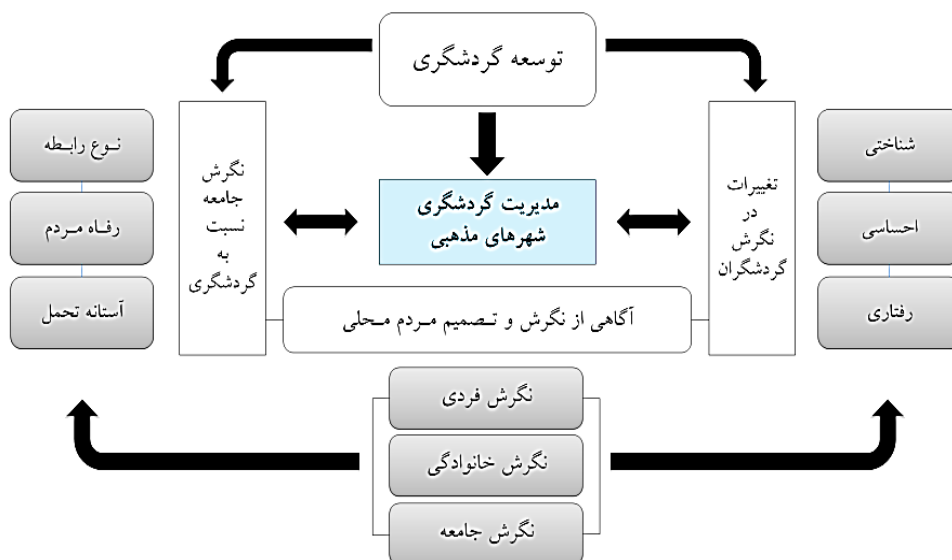 توسعه گردشگری
شناختی
احساسی
رفتاری
تغییرات
در
نگرش
گردشگران
مدیریت گردشگری
شهرهای مذهبی
نگرش
جامعه
نسبت
به
گردشگری
نوع رابطه
رفاه مردم
آستانه تحمل
آگاهی از نگرش و تصمیم مردم محلی
نگرش فردی
نگرش خانوادگی
نگرش جامعه